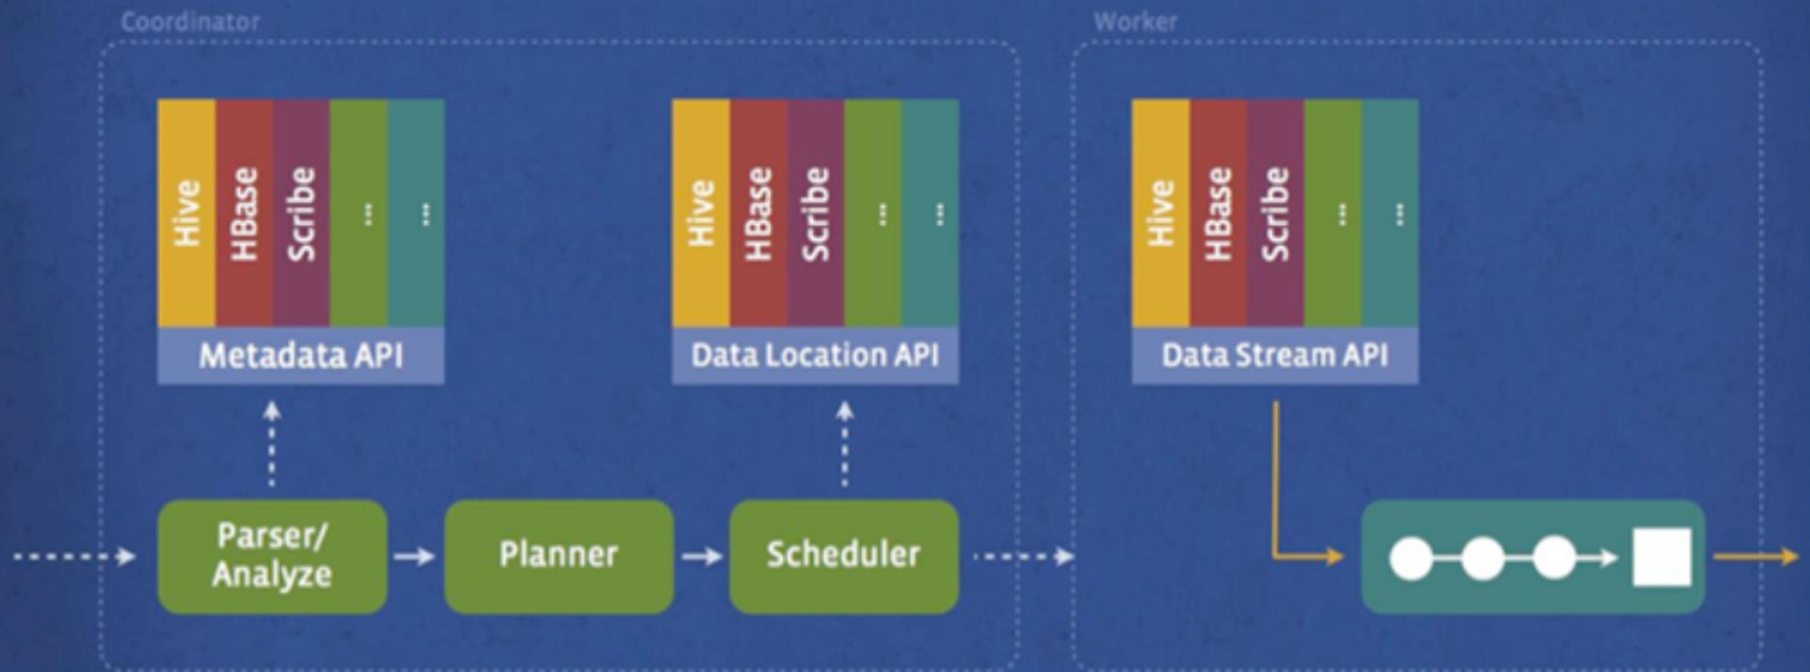 Coordinator
Worker
Hive
HBase
Scribe
...
...
Metadata API
Hive
HBase
Scribe
...
...
Data Location API
Hive
HBase
Scribe
...
...
Data Stream API
Parser/
Analyze
Planner
Scheduler